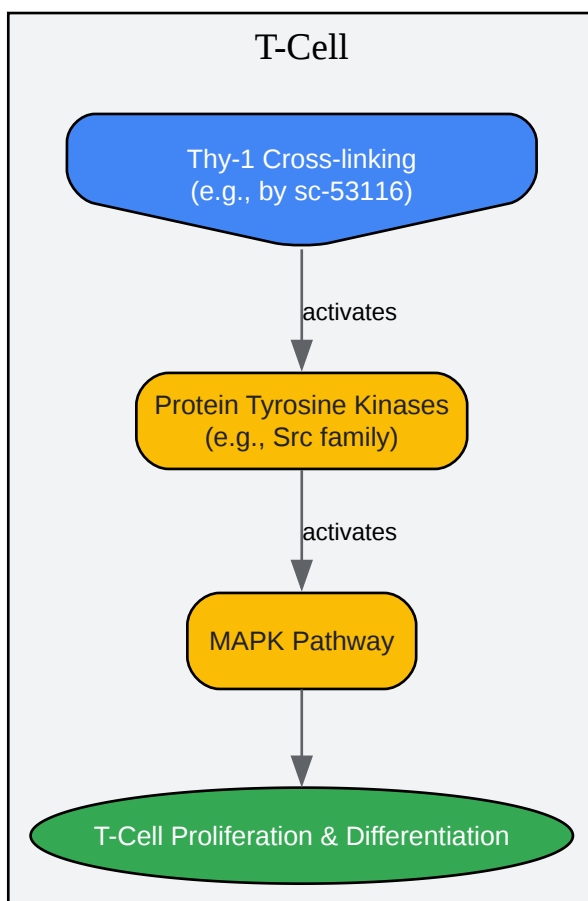 T-Cell
Thy-1 Cross-linking
(e.g., by sc-53116)
activates
Protein Tyrosine Kinases
(e.g., Src family)
activates
MAPK Pathway
T-Cell Proliferation & Differentiation